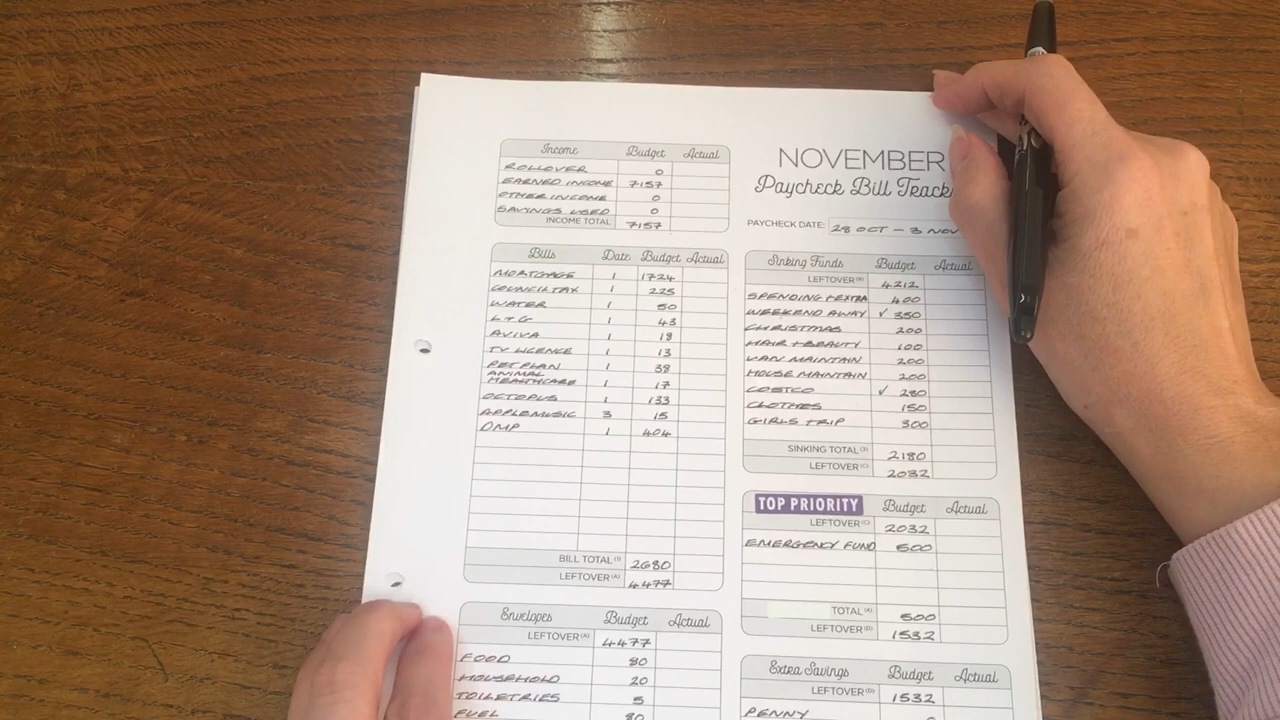 Income Budget Actual
ROLLOVER 0
EARNED INCOME 7157
OTHER INCOME 0
SAVINGS USED 0
INCOME TOTAL 7157
Bills Date Budget Actual
MORTGAGE 1 1724
COUNCIL TAX 1 225
WATER 1 50
L+G 1 43
AVIVA 1 18
TV LICENCE 1 13
PETPLAN 1 38
ANIMAL
HEALTHCARE 1 17
OCTOPUS 1 133
APPLE MUSIC 3 15
DMP 1 404
BILL TOTAL (1) 2680
LEFTOVER (A) 4477
Envelopes Budget Actual
LEFTOVER (A) 4477
FOOD 80
HOUSEHOLD 20
TOILETRIES 5
FUEL 80
NOVEMBER
Paycheck Bill Track
PAYCHECK DATE: 28 OCT - 3 NOV
Sinking Funds Budget Actual
LEFTOVER (B) 4212
SPENDING + EXTRA 400
WEEKEND AWAY ✓ 350
CHRISTMAS 200
HAIR + BEAUTY 100
VAN MAINTAIN 200
HOUSE MAINTAIN 200
COSTCO ✓ 280
CLOTHES 150
GIRLS TRIP 300
SINKING TOTAL (3) 2180
LEFTOVER (C) 2032
TOP PRIORITY Budget Actual
LEFTOVER (C) 2032
EMERGENCY FUND 500
TOTAL (4) 500
LEFTOVER (D) 1532
Extra Savings Budget Actual
LEFTOVER (D) 1532
PENNY